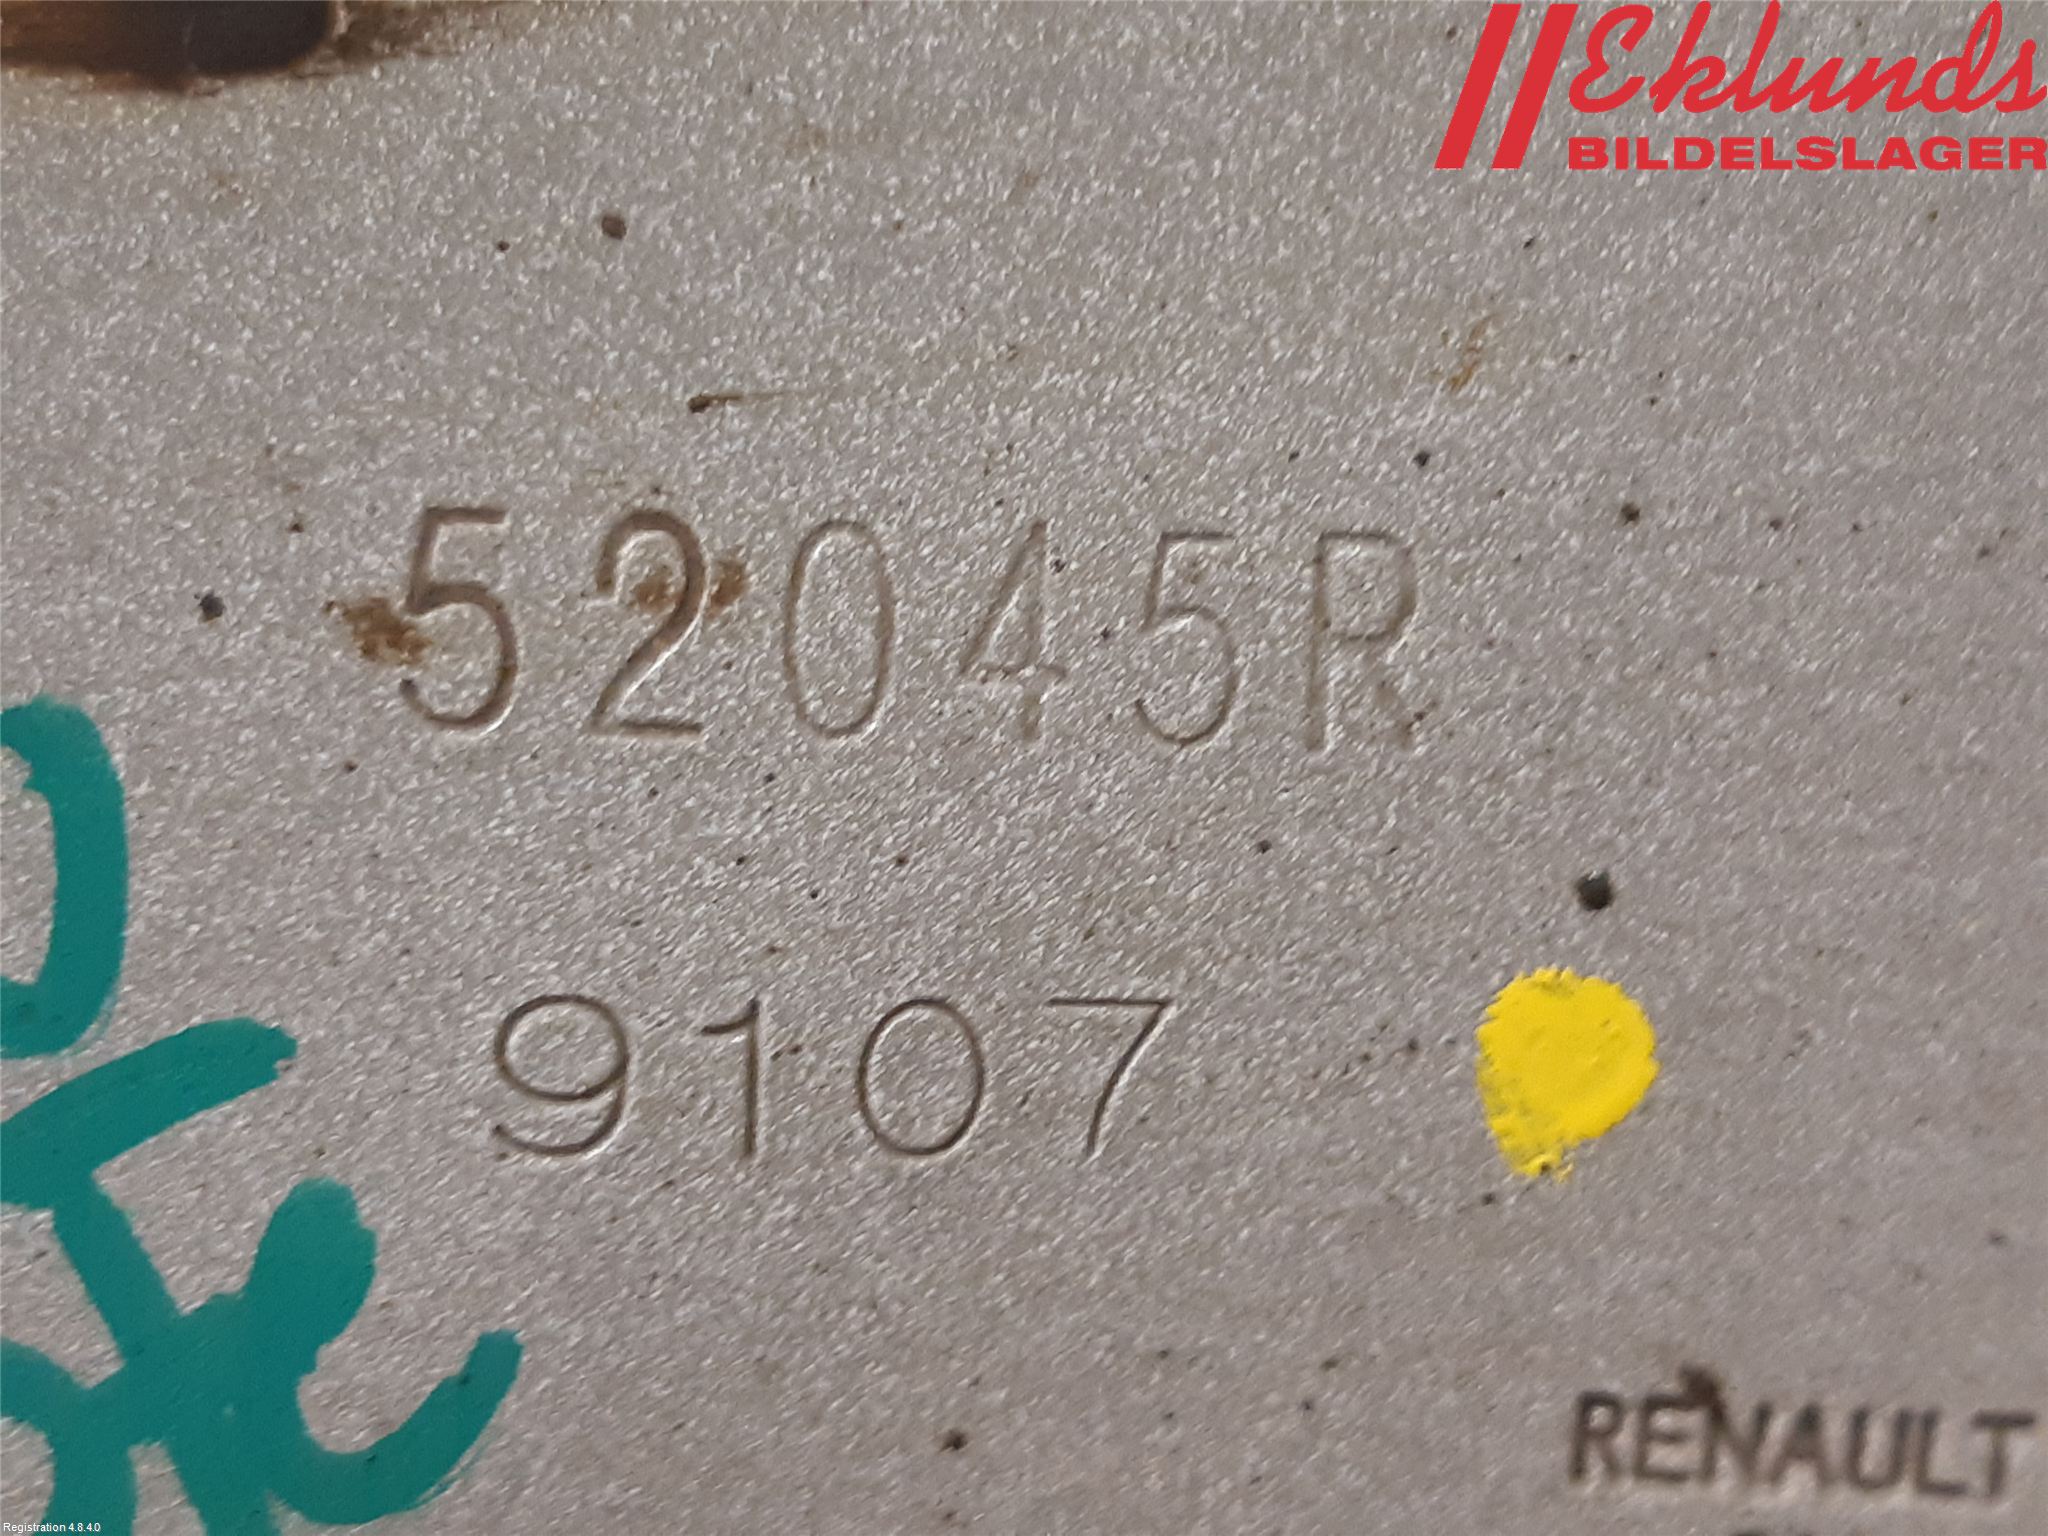 Eklunds
BILDELSLAGER
52045R
9107
RENAULT
Registration 4.8.4.0